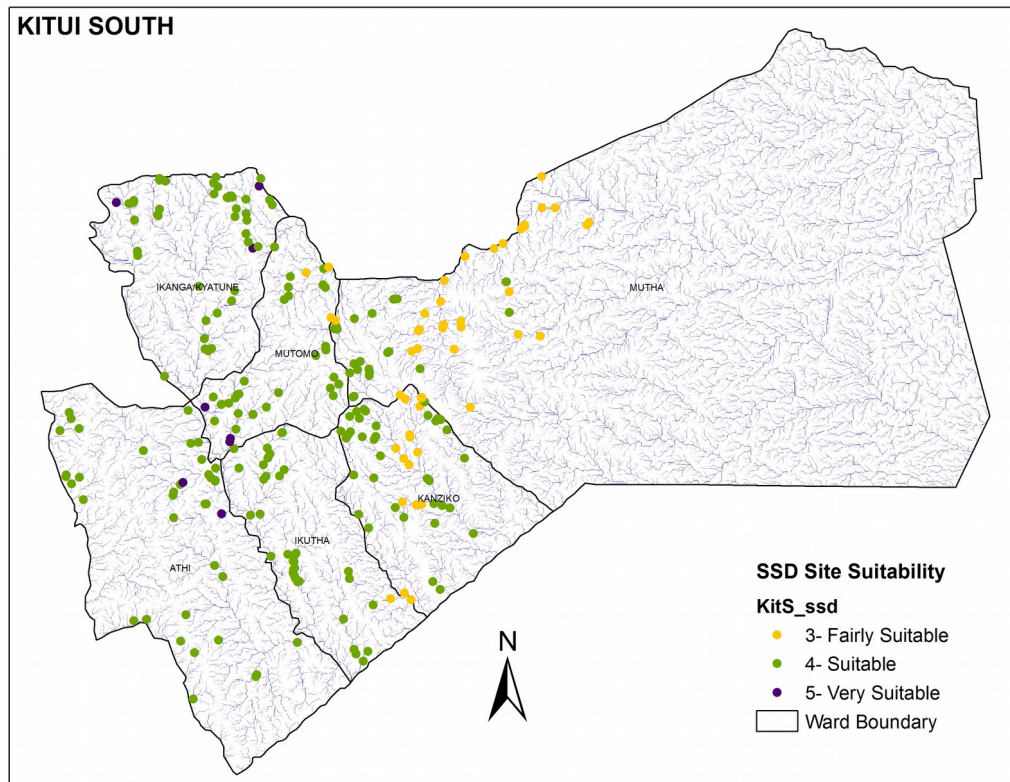 KITUI SOUTH
IKANGA/KYATUNE
MUTHA
MUTOMO
KANZIKO
IKUTHA
ATHI
N
SSD Site Suitability
KitS_ssd
3- Fairly Suitable
4- Suitable
5- Very Suitable
Ward Boundary